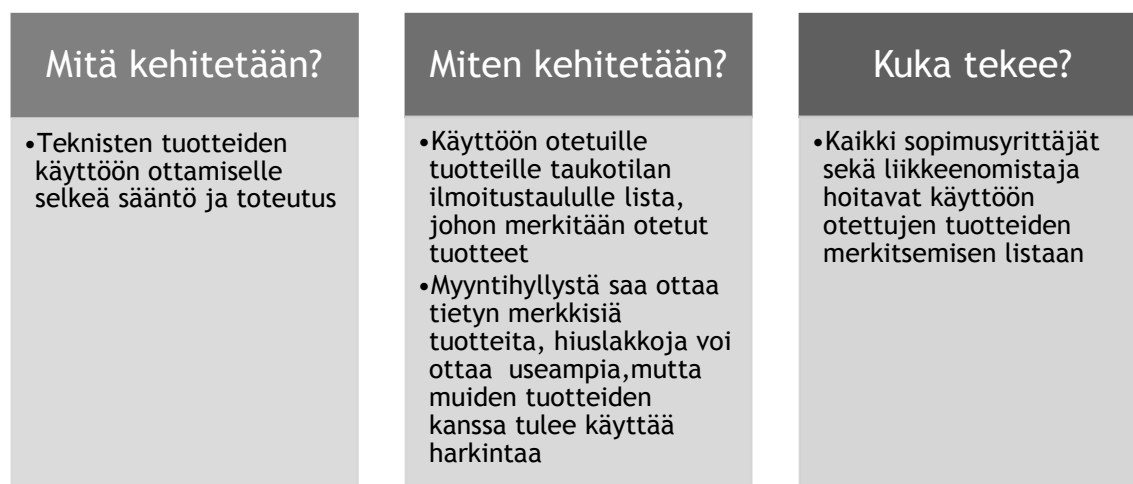 Mitä kehitetään?
•Teknisten tuotteiden
käyttöön ottamiselle
selkeä sääntö ja toteutus
Miten kehitetään?
•Käyttöön otetuille
tuotteille taukotilan
ilmoitustaululle lista,
johon merkitään otetut
tuotteet
•Myyntihyllystä saa ottaa
tietyn merkkisiä
tuotteita, hiuslakkoja voi
ottaa  useampia,mutta
muiden tuotteiden
kanssa tulee käyttää
harkintaa
Kuka tekee?
•Kaikki sopimusyrittäjät
sekä liikkeenomistaja
hoitavat käyttöön
otettujen tuotteiden
merkitsemisen listaan